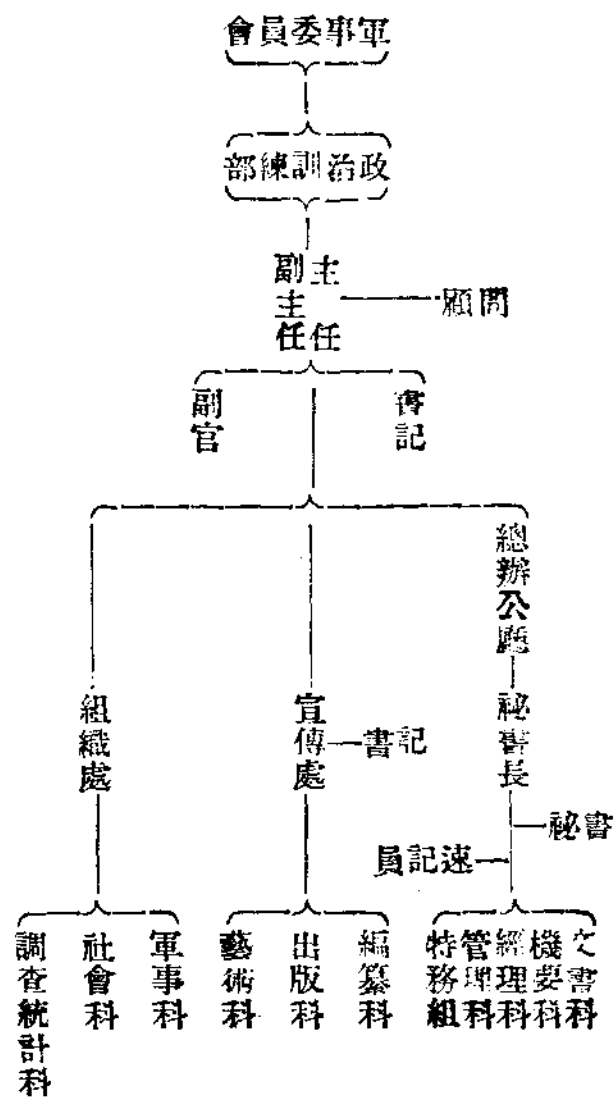 軍事委員會
政治訓練部
主任
副主任
顧問
書記
副官
總辦公廳
秘書長
秘書
速記員
文書科
機要科
經理科
管理科
特務組
宣傳處
書記
編纂科
出版科
藝術科
組織處
軍事科
社會科
調查統計科